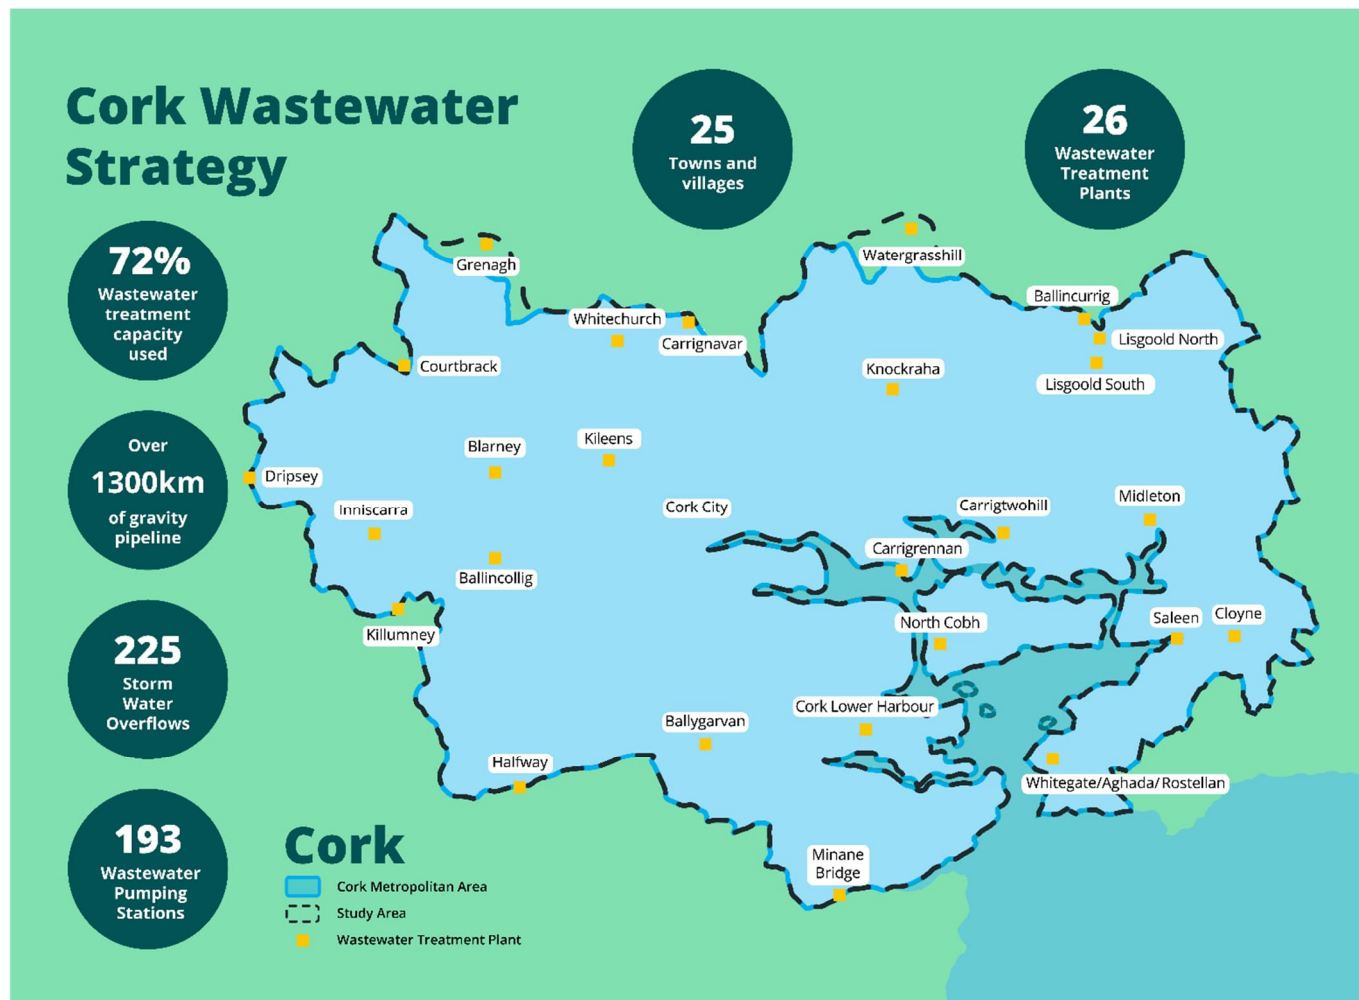 Cork Wastewater
Strategy
25
Towns and
villages
26
Wastewater
Treatment
Plants
72%
Wastewater
treatment
capacity
used
Over
1300km
of gravity
pipeline
225
Storm
Water
Overflows
193
Wastewater
Pumping
Stations
Grenagh
Watergrasshill
Ballincurrig
Whitechurch
Carrignavar
Lisgoold North
Courtbrack
Knockraha
Lisgoold South
Blarney
Kileens
Dripsey
Inniscarra
Cork City
Carrigtwohill
Midleton
Carrigrennan
Ballincollig
Killumney
North Cobh
Saleen
Cloyne
Cork Lower Harbour
Ballygarvan
Halfway
Whitegate/Aghada/Rostellan
Minane
Bridge
Cork
Cork Metropolitan Area
Study Area
Wastewater Treatment Plant